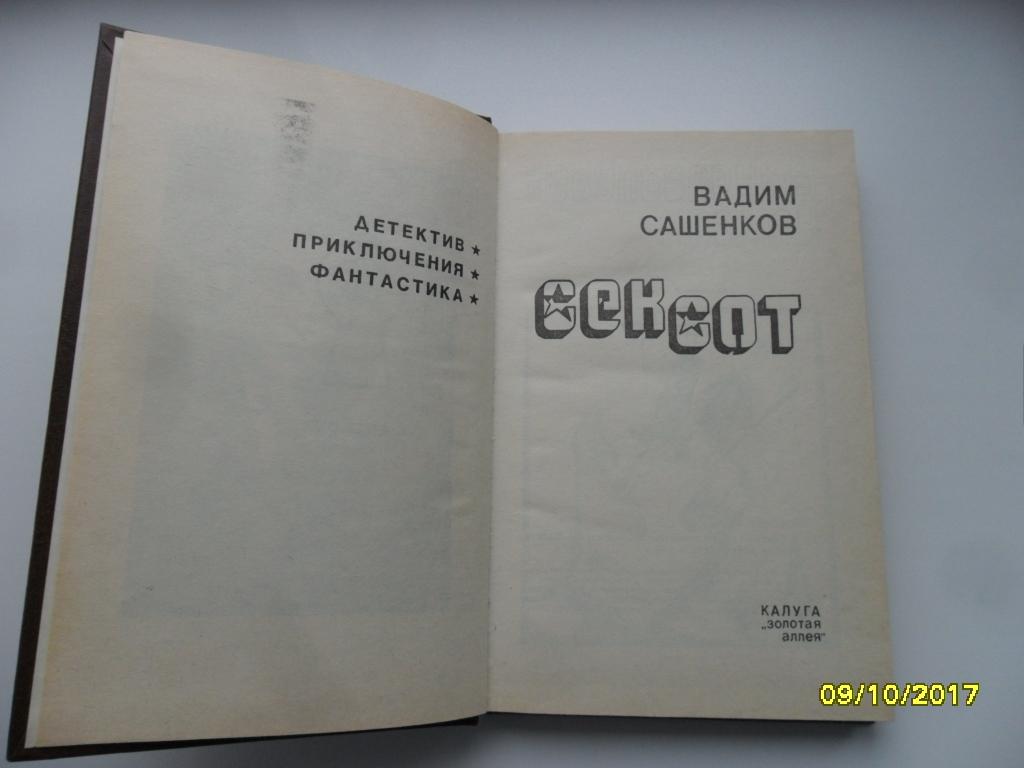 ДЕТЕКТИВ ★
ПРИКЛЮЧЕНИЯ ★
ФАНТАСТИКА ★
ВАДИМ
САШЕНКОВ
СЕКСОТ
КАЛУГА
„золотая
аллея"
09/10/2017